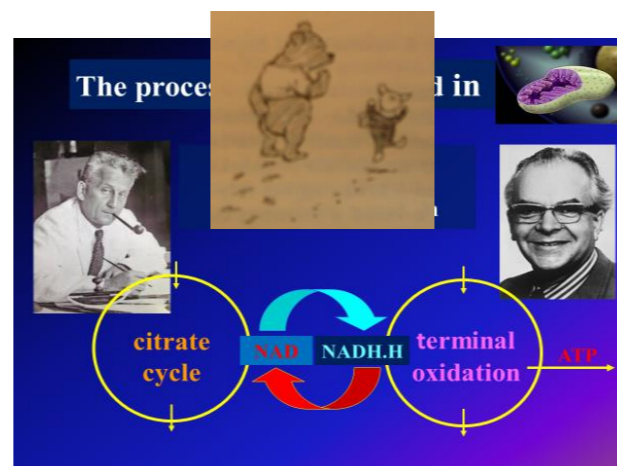 The proces
d in
citrate
cycle
NAD NADH.H
terminal
oxidation
ATP